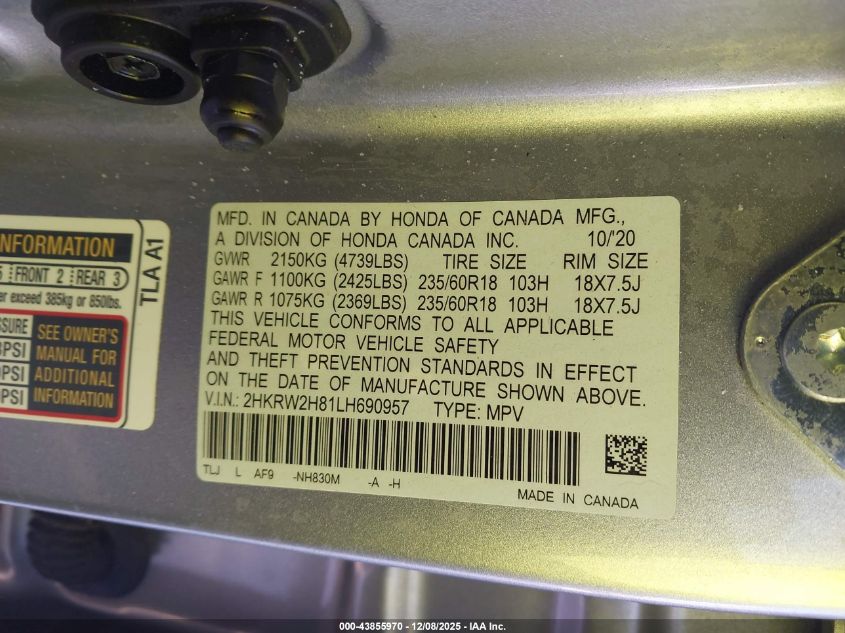 MFD. IN CANADA BY HONDA OF CANADA MFG.,
A DIVISION OF HONDA CANADA INC. 10/'20
GVWR 2150KG (4739LBS) TIRE SIZE RIM SIZE
GAWR F 1100KG (2425LBS) 235/60R18 103H 18X7.5J
GAWR R 1075KG (2369LBS) 235/60R18 103H 18X7.5J
THIS VEHICLE CONFORMS TO ALL APPLICABLE
FEDERAL MOTOR VEHICLE SAFETY
AND THEFT PREVENTION STANDARDS IN EFFECT
ON THE DATE OF MANUFACTURE SHOWN ABOVE.
V.I.N.: 2HKRW2H81LH690957 TYPE: MPV
TLJ L AF9 -NH830M -A -H
MADE IN CANADA
INFORMATION
5 FRONT 2 REAR 3
exceed 385kg or 850lbs.
SEE OWNER'S
PSI MANUAL FOR
PSI ADDITIONAL
PSI INFORMATION
TLA A1
000-43855970 - 12/08/2025 - IAA Inc.